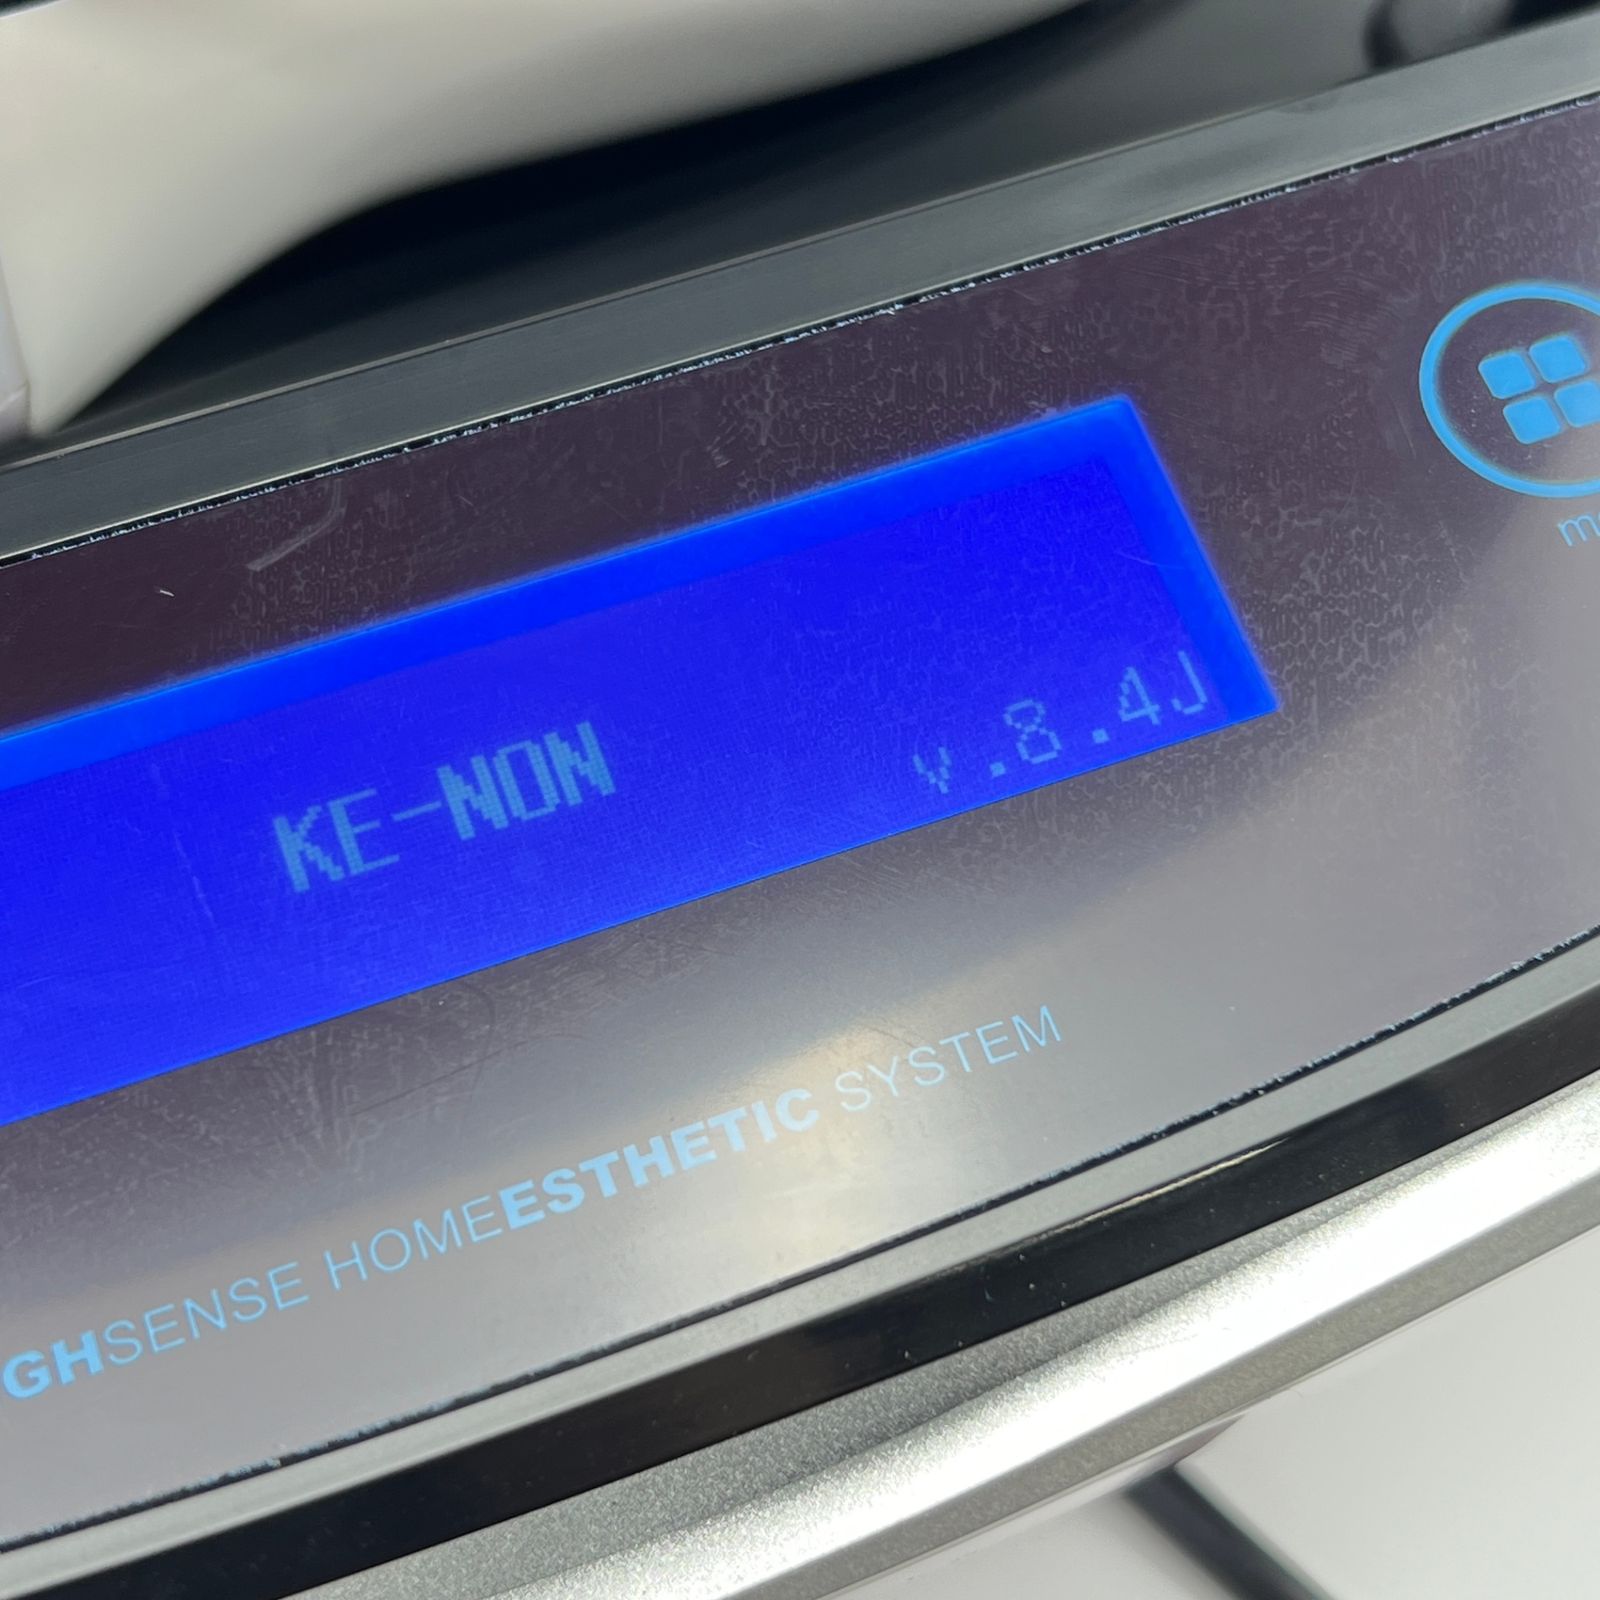 KE-NON
v.8.4J
GHSENSE HOMEESTHETIC SYSTEM